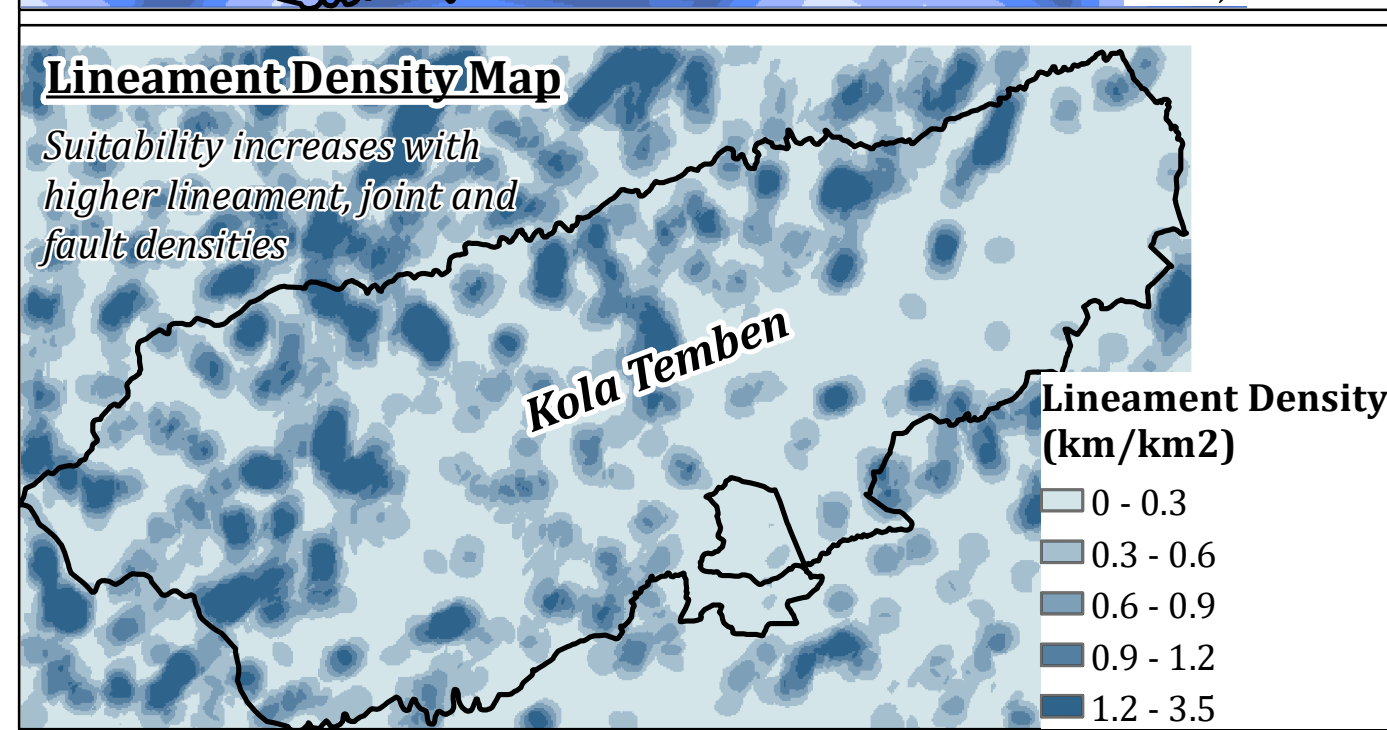 Lineament Density Map
Suitability increases with
higher lineament, joint and
fault densities
Kola Temben
Lineament Density
(km/km2)
0 - 0.3
0.3 - 0.6
0.6 - 0.9
0.9 - 1.2
1.2 - 3.5